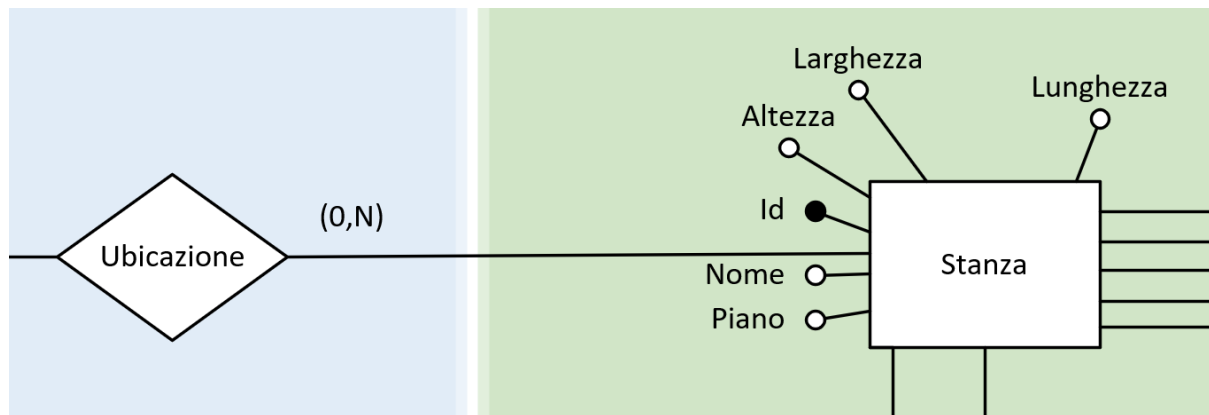 Larghezza
Lunghezza
Altezza
Id
(0,N)
Ubicazione
Stanza
Nome
Piano